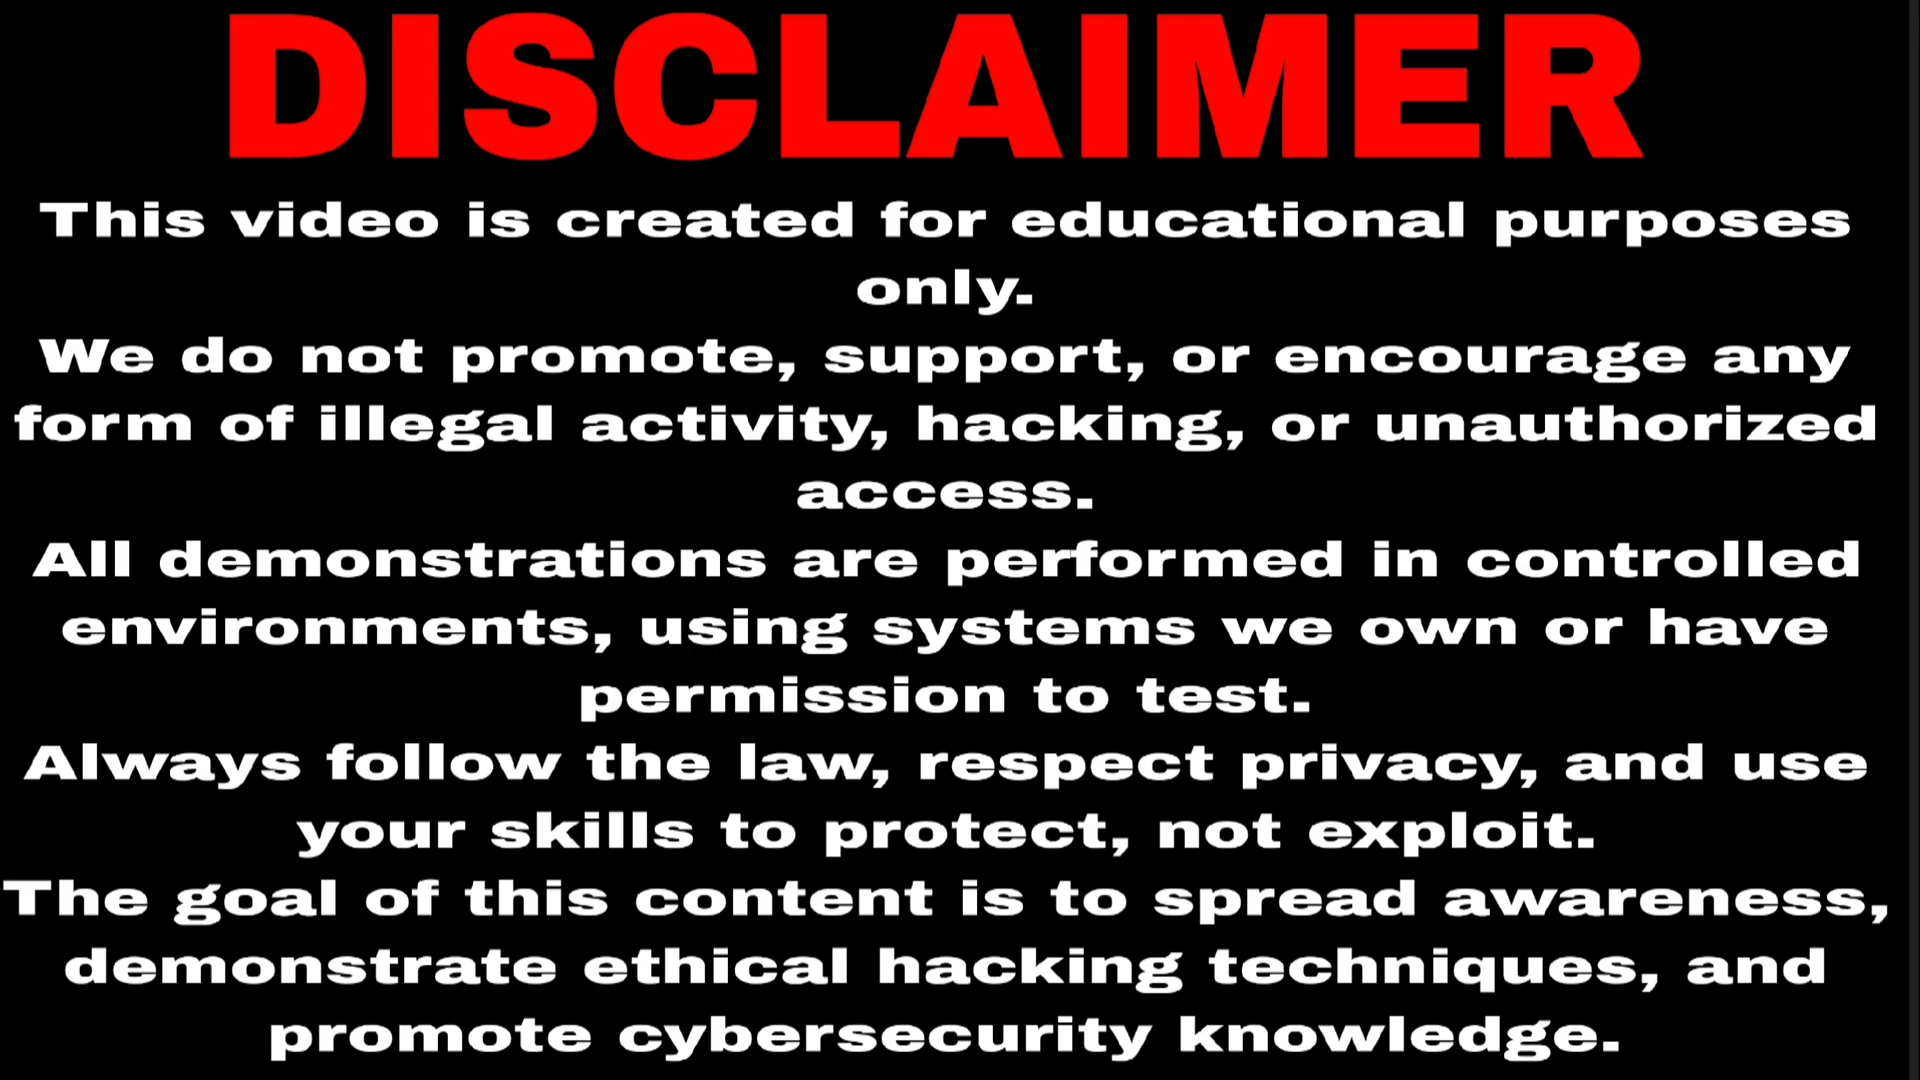 DISCLAIMER
This video is created for educational purposes
only.
We do not promote, support, or encourage any
form of illegal activity, hacking, or unauthorized
access.
All demonstrations are performed in controlled
environments, using systems we own or have
permission to test.
Always follow the law, respect privacy, and use
your skills to protect, not exploit.
The goal of this content is to spread awareness,
demonstrate ethical hacking techniques, and
promote cybersecurity knowledge.